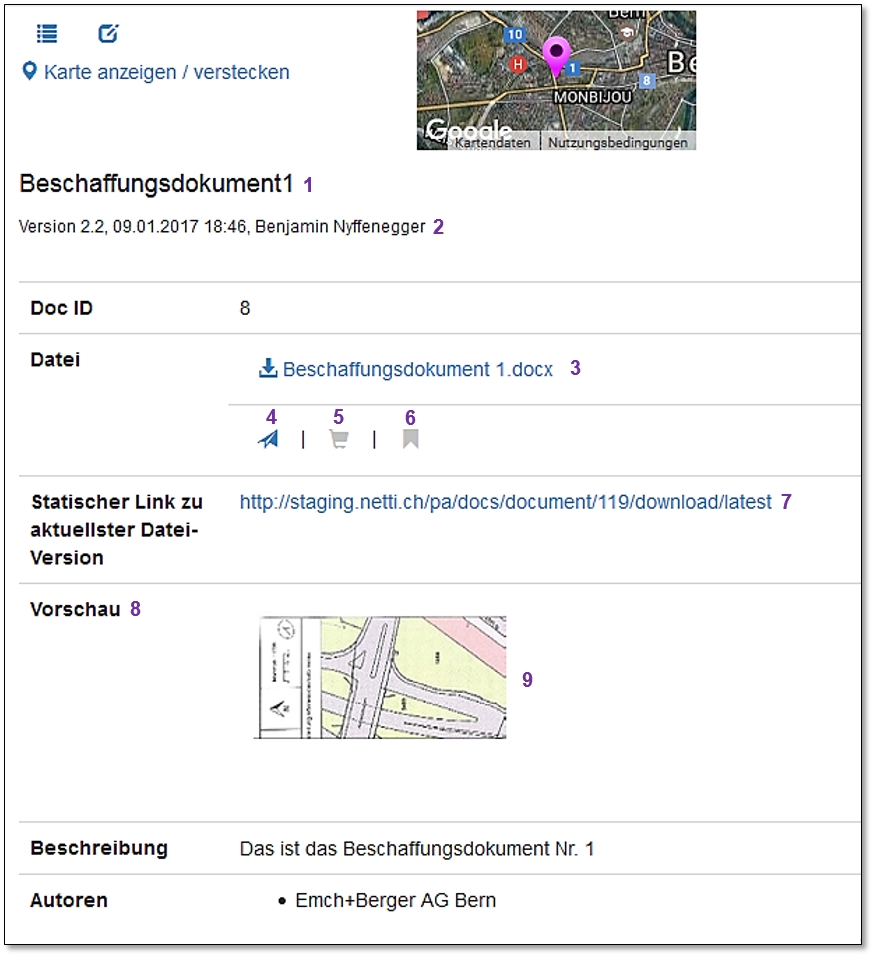 Bern
10
H
1
8
Be
MONBIJOU
Google
Kartendaten
Nutzungsbedingungen
Karte anzeigen / verstecken
Beschaffungsdokument1 1
Version 2.2, 09.01.2017 18:46, Benjamin Nyffenegger 2
Doc ID 8
Datei
Beschaffungsdokument 1.docx 3
4 5 6
| |
Statischer Link zu http://staging.netti.ch/pa/docs/document/119/download/latest 7
aktuellster Datei-
Version
Vorschau 8
9
Beschreibung Das ist das Beschaffungsdokument Nr. 1
Autoren • Emch+Berger AG Bern